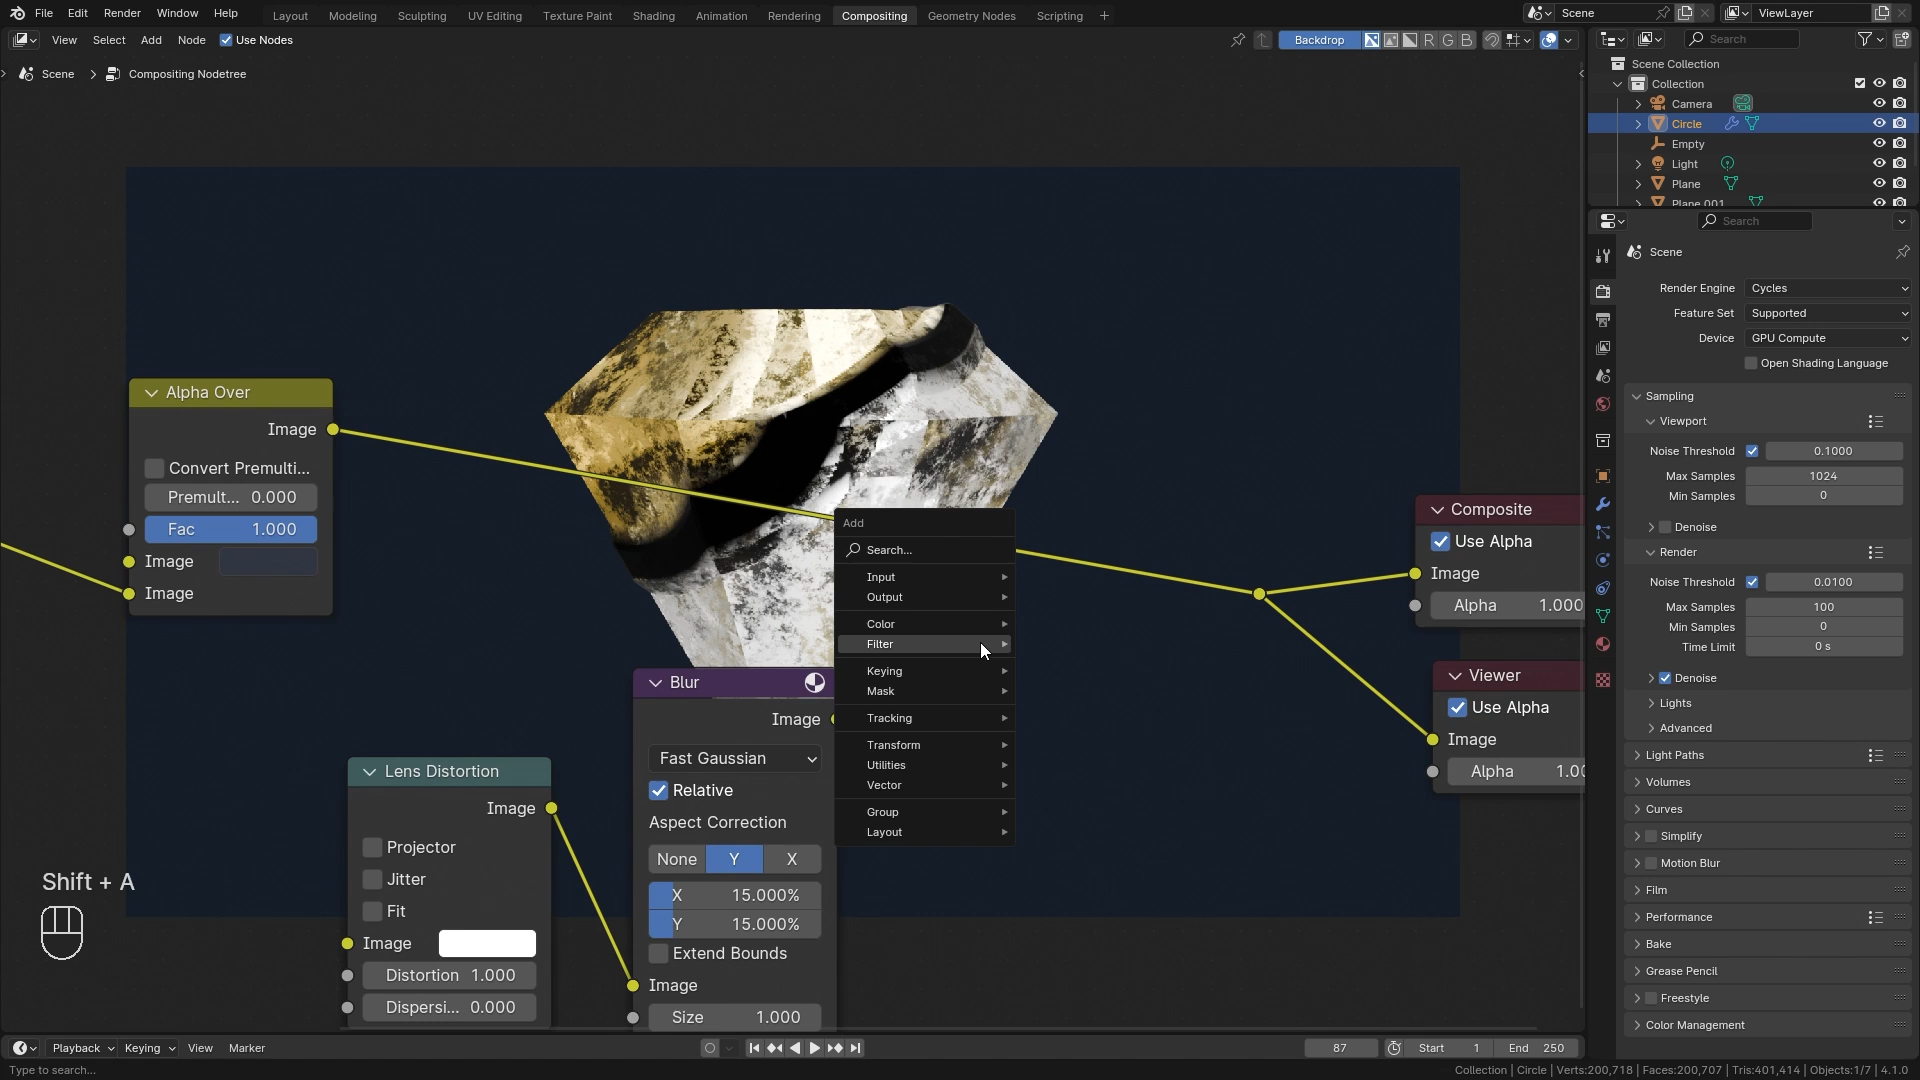 File Edit Render Window Help Layout Modeling Sculpting UV Editing Texture Paint Shading Animation Rendering Compositing Geometry Nodes Scripting + Scene ViewLayer
View Select Add Node Use Nodes Backdrop R G B Search
Scene > Compositing Nodetree
Scene Collection
Collection
Camera
Circle
Empty
Light
Plane
Plane.001
Search
Scene
Render Engine Cycles
Feature Set Supported
Device GPU Compute
Open Shading Language
Sampling
Viewport
Noise Threshold 0.1000
Max Samples 1024
Min Samples 0
Denoise
Render
Noise Threshold 0.0100
Max Samples 100
Min Samples 0
Time Limit 0 s
Denoise
Lights
Advanced
Light Paths
Volumes
Curves
Simplify
Motion Blur
Film
Performance
Bake
Grease Pencil
Freestyle
Color Management
Alpha Over
Image
Convert Premulti...
Premult... 0.000
Fac 1.000
Image
Image
Add
Search...
Input
Output
Color
Filter
Keying
Mask
Tracking
Transform
Utilities
Vector
Group
Layout
Composite
Use Alpha
Image
Alpha 1.000
Viewer
Use Alpha
Image
Alpha 1.00
Blur
Image
Fast Gaussian
Relative
Aspect Correction
None Y X
X 15.000%
Y 15.000%
Extend Bounds
Image
Size 1.000
Lens Distortion
Image
Projector
Jitter
Fit
Image
Distortion 1.000
Dispersi... 0.000
Shift + A
Playback Keying View Marker 87 Start 1 End 250
Type to search... Collection | Circle | Verts:200,718 | Faces:200,707 | Tris:401,414 | Objects:1/7 | 4.1.0